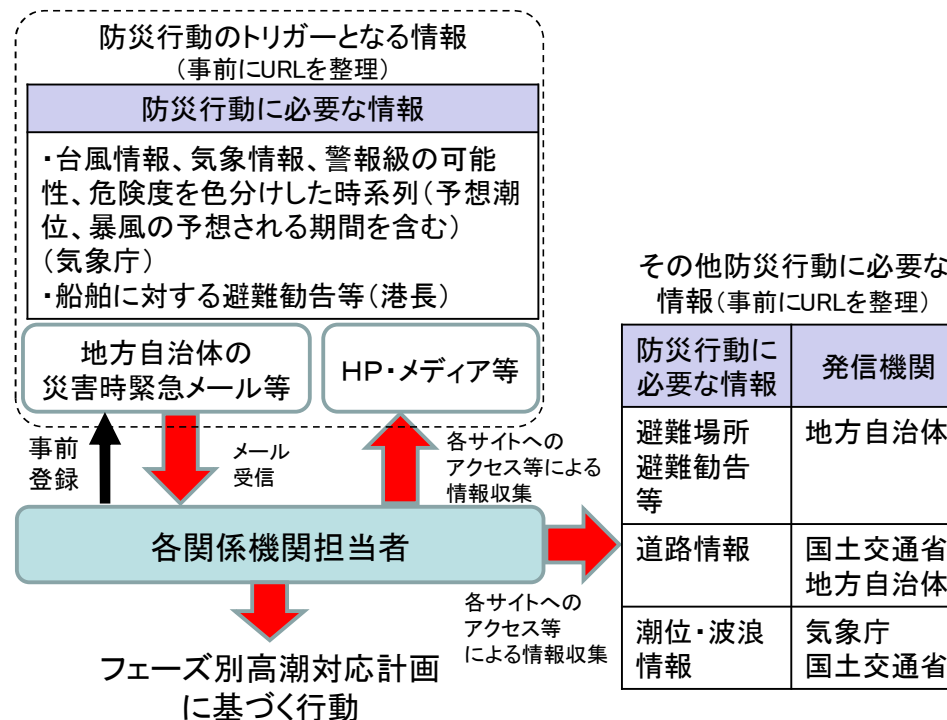 防災行動のトリガーとなる情報
（事前にURLを整理）
防災行動に必要な情報
・台風情報、気象情報、警報級の可能
性、危険度を色分けした時系列（予想潮
位、暴風の予想される期間を含む）
（気象庁）
・船舶に対する避難勧告等（港長）
地方自治体の
災害時緊急メール等
ＨＰ・メディア等
事前
登録
メール
受信
各サイトへの
アクセス等による
情報収集
各関係機関担当者
各サイトへの
アクセス等
による情報収集
フェーズ別高潮対応計画
に基づく行動
その他防災行動に必要な
情報（事前にURLを整理）
防災行動に
必要な情報
発信機関
避難場所
避難勧告
等
地方自治体
道路情報
国土交通省
地方自治体
潮位・波浪
情報
気象庁
国土交通省